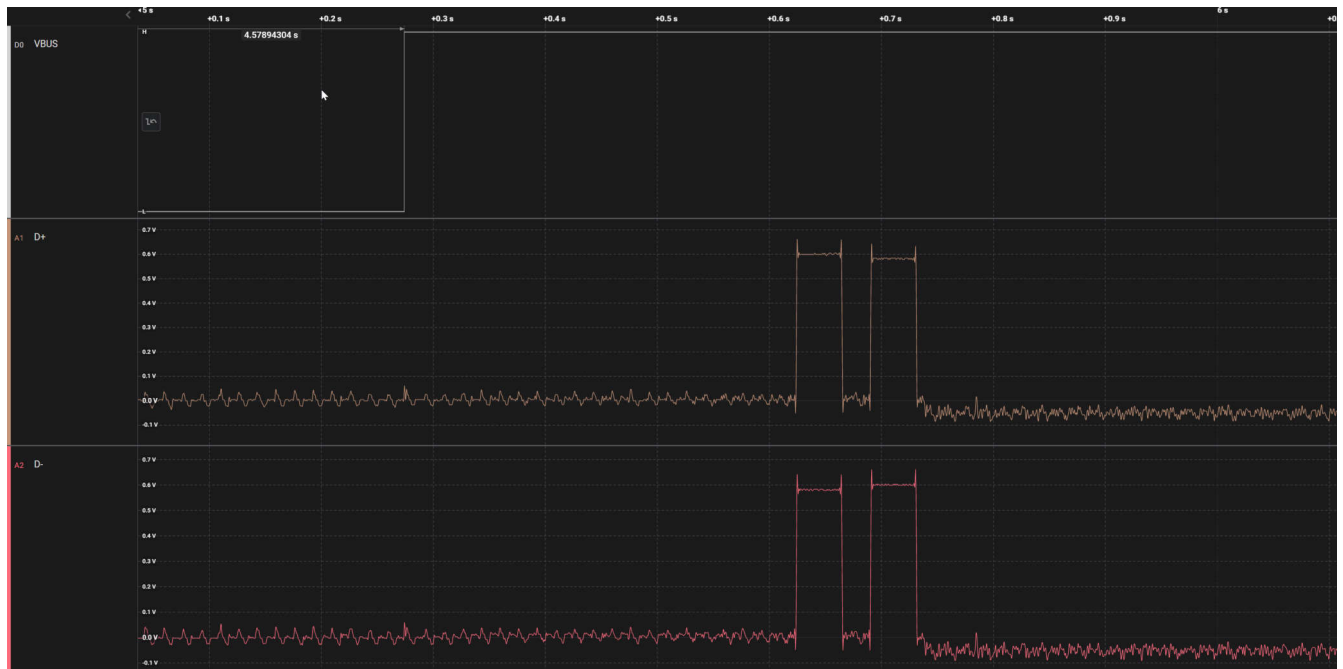 +5 s
+0.1 s +0.2 s +0.3 s +0.4 s +0.5 s +0.6 s +0.7 s +0.8 s +0.9 s 6 s
D0 VBUS
H
4.57894304 s
L
A1 D+
0.7 V
0.6 V
0.5 V
0.4 V
0.3 V
0.2 V
0.1 V
0.0 V
-0.1 V
A2 D-
0.7 V
0.6 V
0.5 V
0.4 V
0.3 V
0.2 V
0.1 V
0.0 V
-0.1 V